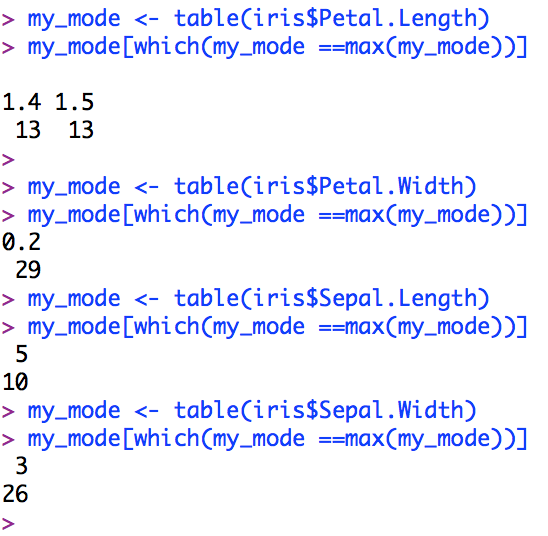 > my_mode <- table(iris$Petal.Length)
> my_mode[which(my_mode ==max(my_mode))]

1.4 1.5
 13  13
>
> my_mode <- table(iris$Petal.Width)
> my_mode[which(my_mode ==max(my_mode))]
0.2
 29
> my_mode <- table(iris$Sepal.Length)
> my_mode[which(my_mode ==max(my_mode))]
 5
10
> my_mode <- table(iris$Sepal.Width)
> my_mode[which(my_mode ==max(my_mode))]
 3
26
>